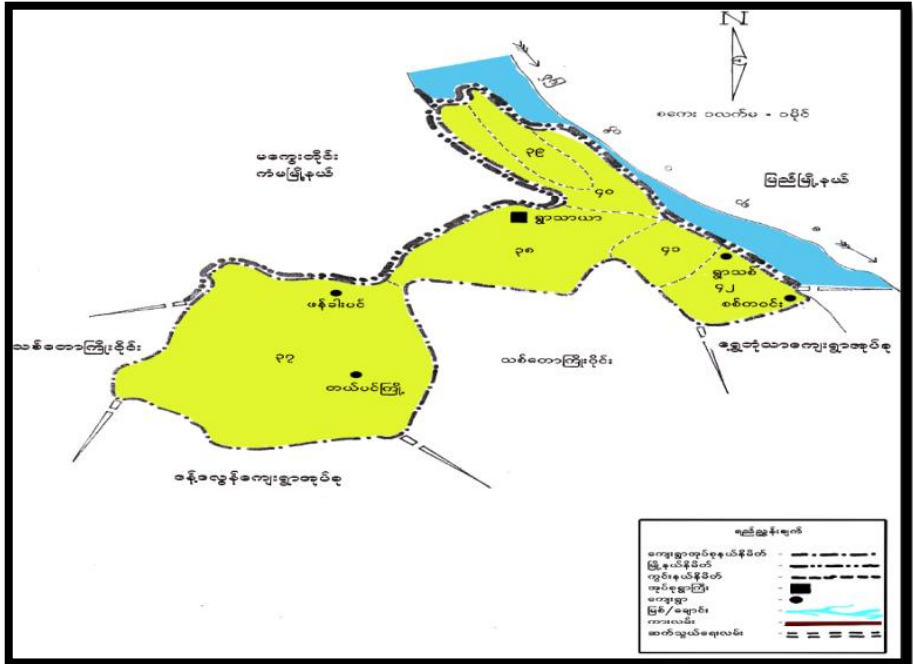 N
စကေး ၁လက်မ - ၁မိုင်
မကွေးတိုင်း
ကံမမြို့နယ်
ပြည်မြို့နယ်
၃၉
၄၀
ရွာသာယာ
၃၈
၄၁
ရွာသစ်
၄၂
စစ်တဝင်း
ဖန်ခါးပင်
သစ်တောကြိုးဝိုင်း
၃၇
သစ်တောကြိုးဝိုင်း
ရွှေဘုံသာကျေးရွာအုပ်စု
တယ်ပင်ကြို့
ကျေးရွာအုပ်စု
ရည်ညွှန်းချက်
ကျေးရွာအုပ်စုနယ်နိမိတ်
မြို့နယ်နိမိတ်
ကွင်းနယ်နိမိတ်
အုပ်စုရွာကြီး
ကျေးရွာ
မြစ်/ချောင်း
ကားလမ်း
ဆက်သွယ်ရေးလမ်း